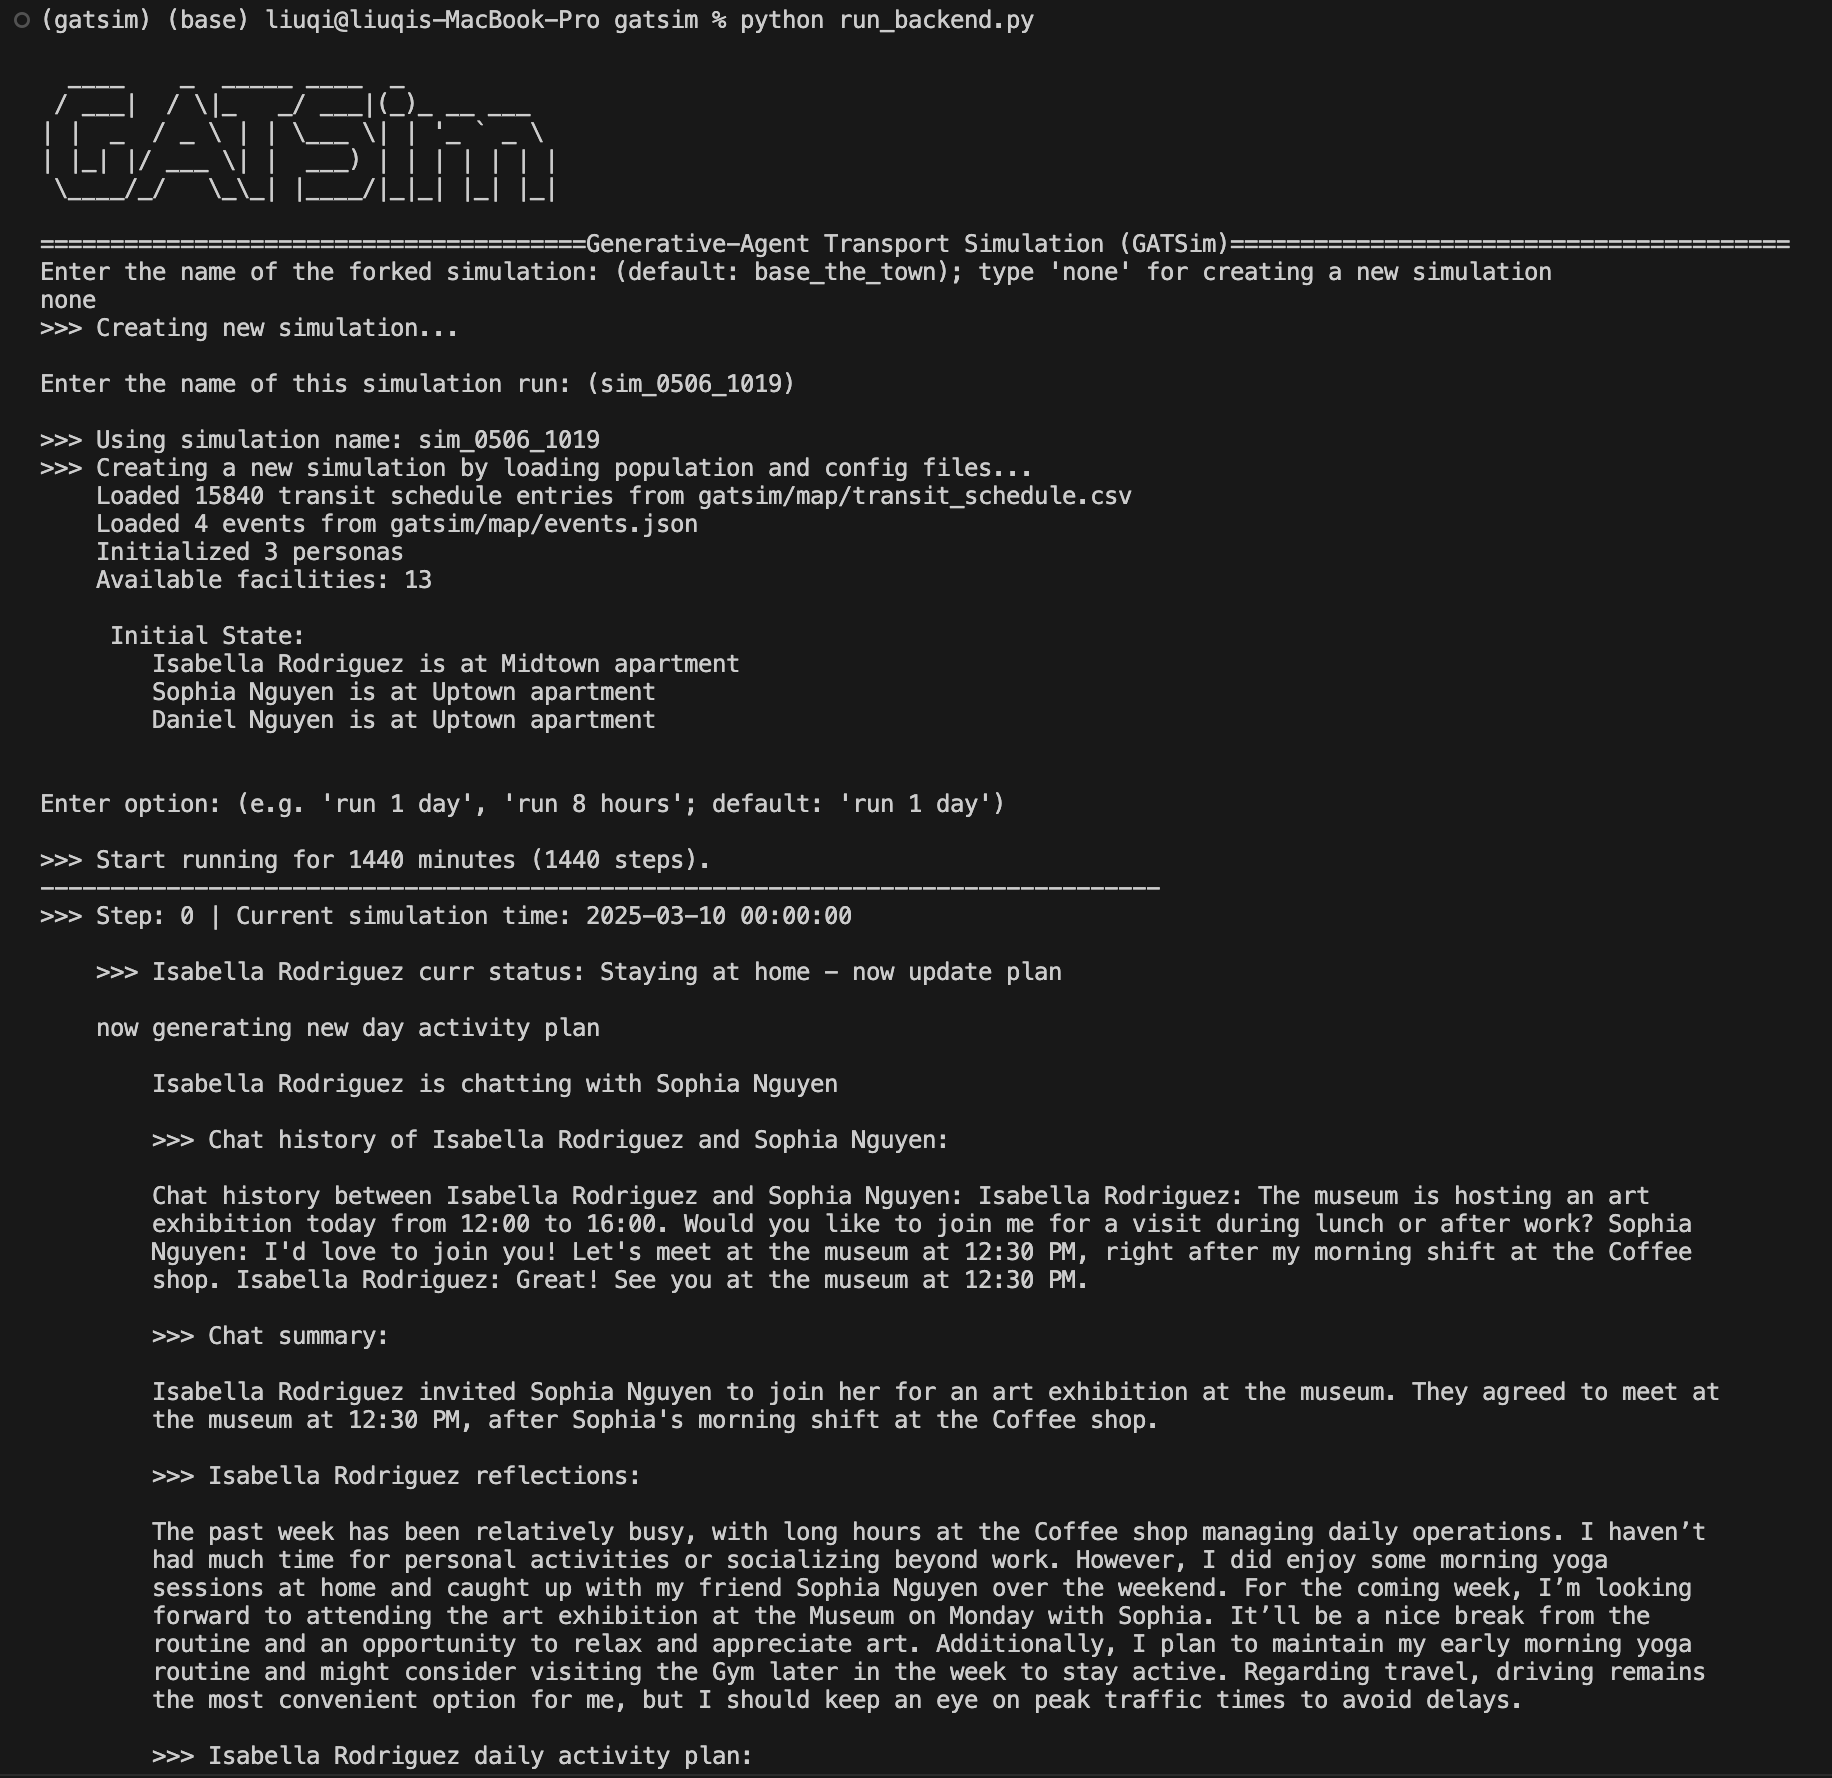 (gatsim) (base) liuqi@liuqis-MacBook-Pro gatsim % python run_backend.py
GATSim
=======================================Generative-Agent Transport Simulation (GATSim)========================================
Enter the name of the forked simulation: (default: base_the_town); type 'none' for creating a new simulation
none
>>> Creating new simulation...
Enter the name of this simulation run: (sim_0506_1019)
>>> Using simulation name: sim_0506_1019
>>> Creating a new simulation by loading population and config files...
Loaded 15840 transit schedule entries from gatsim/map/transit_schedule.csv
Loaded 4 events from gatsim/map/events.json
Initialized 3 personas
Available facilities: 13
Initial State:
Isabella Rodriguez is at Midtown apartment
Sophia Nguyen is at Uptown apartment
Daniel Nguyen is at Uptown apartment
Enter option: (e.g. 'run 1 day', 'run 8 hours'; default: 'run 1 day')
>>> Start running for 1440 minutes (1440 steps).
--------------------------------------------------------------------------------
>>> Step: 0 | Current simulation time: 2025-03-10 00:00:00
>>> Isabella Rodriguez curr status: Staying at home - now update plan
now generating new day activity plan
Isabella Rodriguez is chatting with Sophia Nguyen
>>> Chat history of Isabella Rodriguez and Sophia Nguyen:
Chat history between Isabella Rodriguez and Sophia Nguyen: Isabella Rodriguez: The museum is hosting an art
exhibition today from 12:00 to 16:00. Would you like to join me for a visit during lunch or after work? Sophia
Nguyen: I'd love to join you! Let's meet at the museum at 12:30 PM, right after my morning shift at the Coffee
shop. Isabella Rodriguez: Great! See you at the museum at 12:30 PM.
>>> Chat summary:
Isabella Rodriguez invited Sophia Nguyen to join her for an art exhibition at the museum. They agreed to meet at
the museum at 12:30 PM, after Sophia's morning shift at the Coffee shop.
>>> Isabella Rodriguez reflections:
The past week has been relatively busy, with long hours at the Coffee shop managing daily operations. I haven’t
had much time for personal activities or socializing beyond work. However, I did enjoy some morning yoga
sessions at home and caught up with my friend Sophia Nguyen over the weekend. For the coming week, I’m looking
forward to attending the art exhibition at the Museum on Monday with Sophia. It’ll be a nice break from the
routine and an opportunity to relax and appreciate art. Additionally, I plan to maintain my early morning yoga
routine and might consider visiting the Gym later in the week to stay active. Regarding travel, driving remains
the most convenient option for me, but I should keep an eye on peak traffic times to avoid delays.
>>> Isabella Rodriguez daily activity plan: